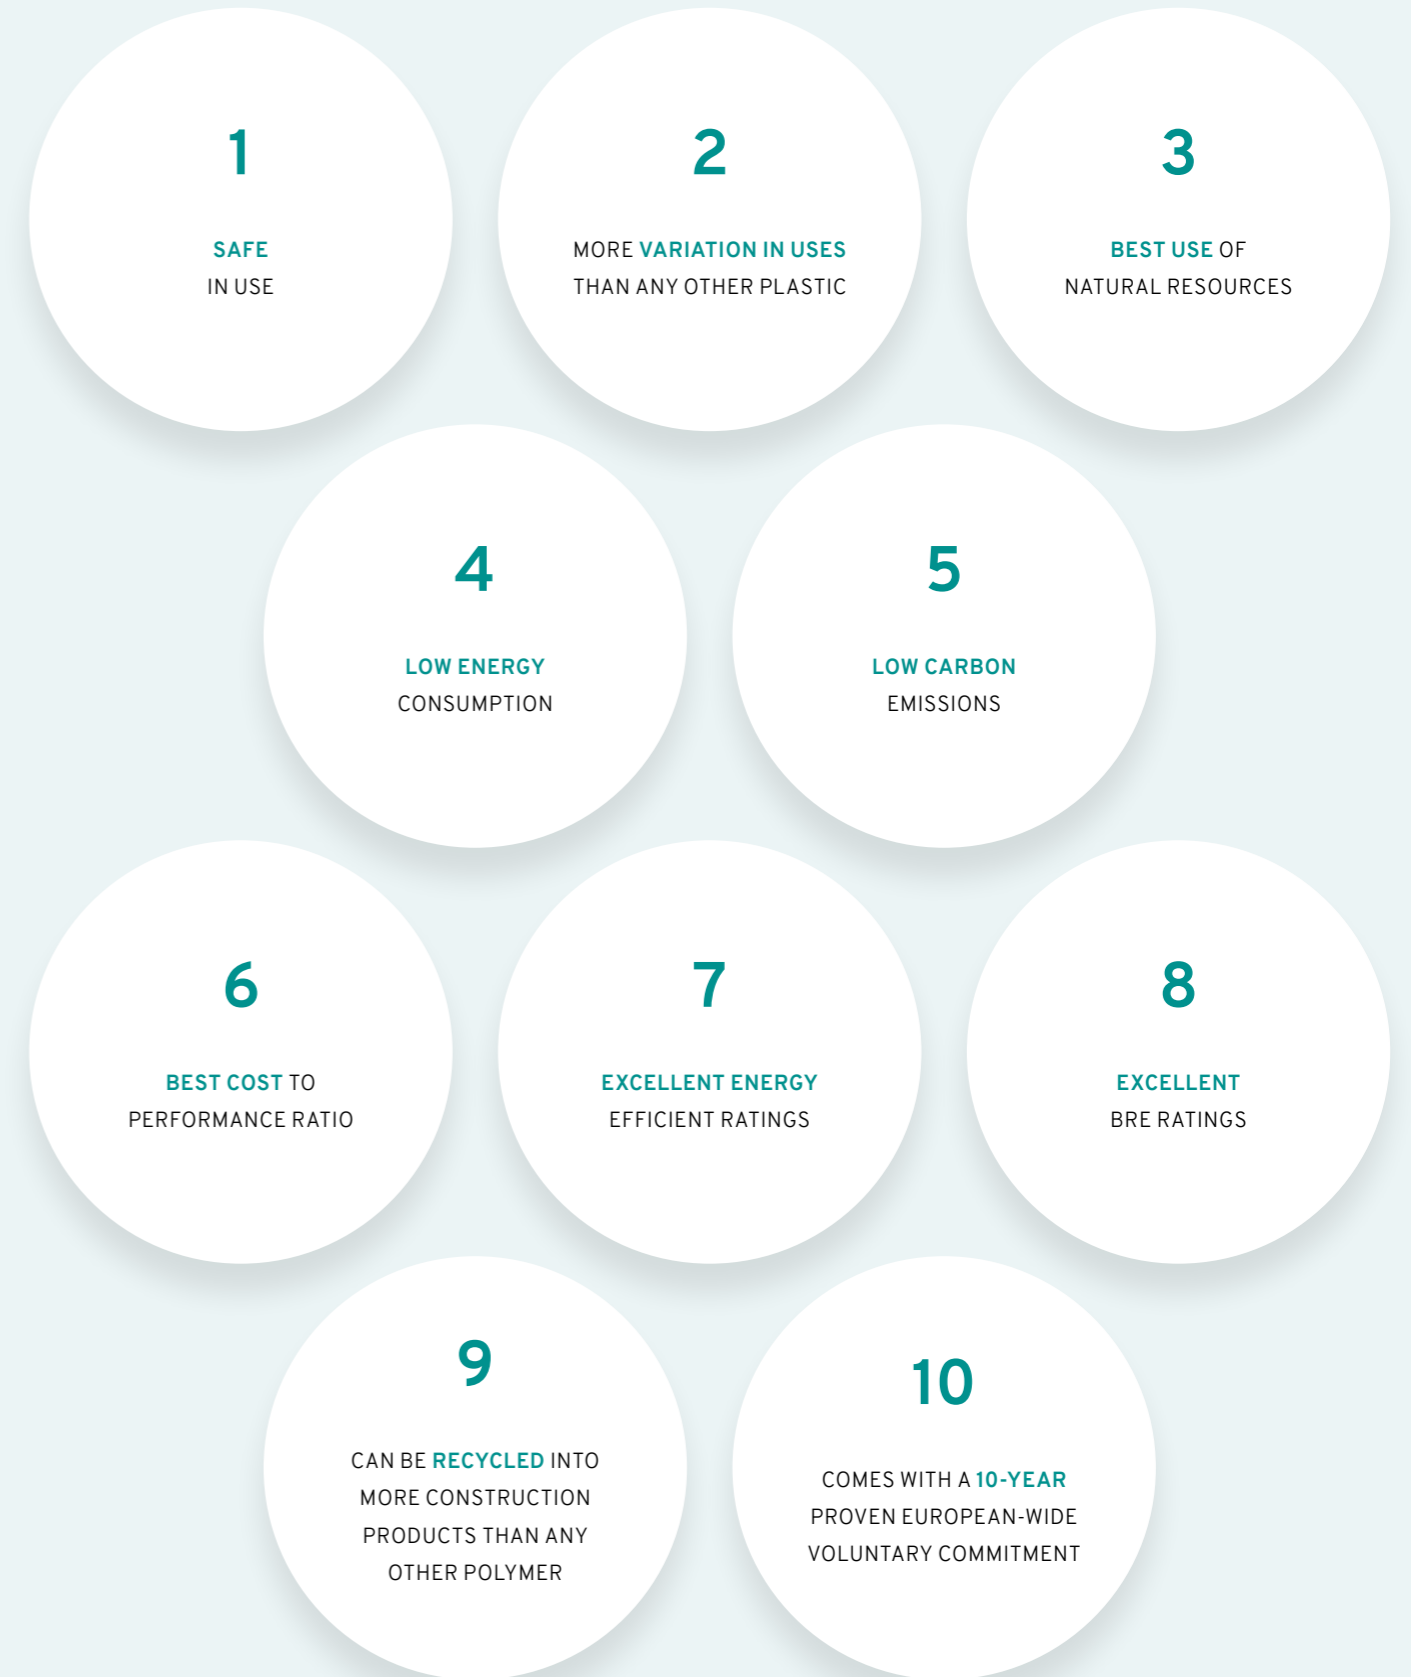 1
SAFE
IN USE
2
MORE VARIATION IN USES
THAN ANY OTHER PLASTIC
3
BEST USE OF
NATURAL RESOURCES
4
LOW ENERGY
CONSUMPTION
5
LOW CARBON
EMISSIONS
6
BEST COST TO
PERFORMANCE RATIO
7
EXCELLENT ENERGY
EFFICIENT RATINGS
8
EXCELLENT
BRE RATINGS
9
CAN BE RECYCLED INTO
MORE CONSTRUCTION
PRODUCTS THAN ANY
OTHER POLYMER
10
COMES WITH A 10-YEAR
PROVEN EUROPEAN-WIDE
VOLUNTARY COMMITMENT